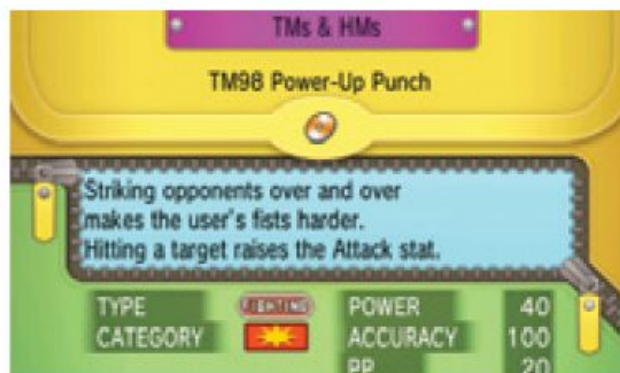 TMs & HMs
TM98 Power-Up Punch
Striking opponents over and over
makes the user's fists harder.
Hitting a target raises the Attack stat.
TYPE FIGHTING POWER 40
CATEGORY ACCURACY 100
PP 20